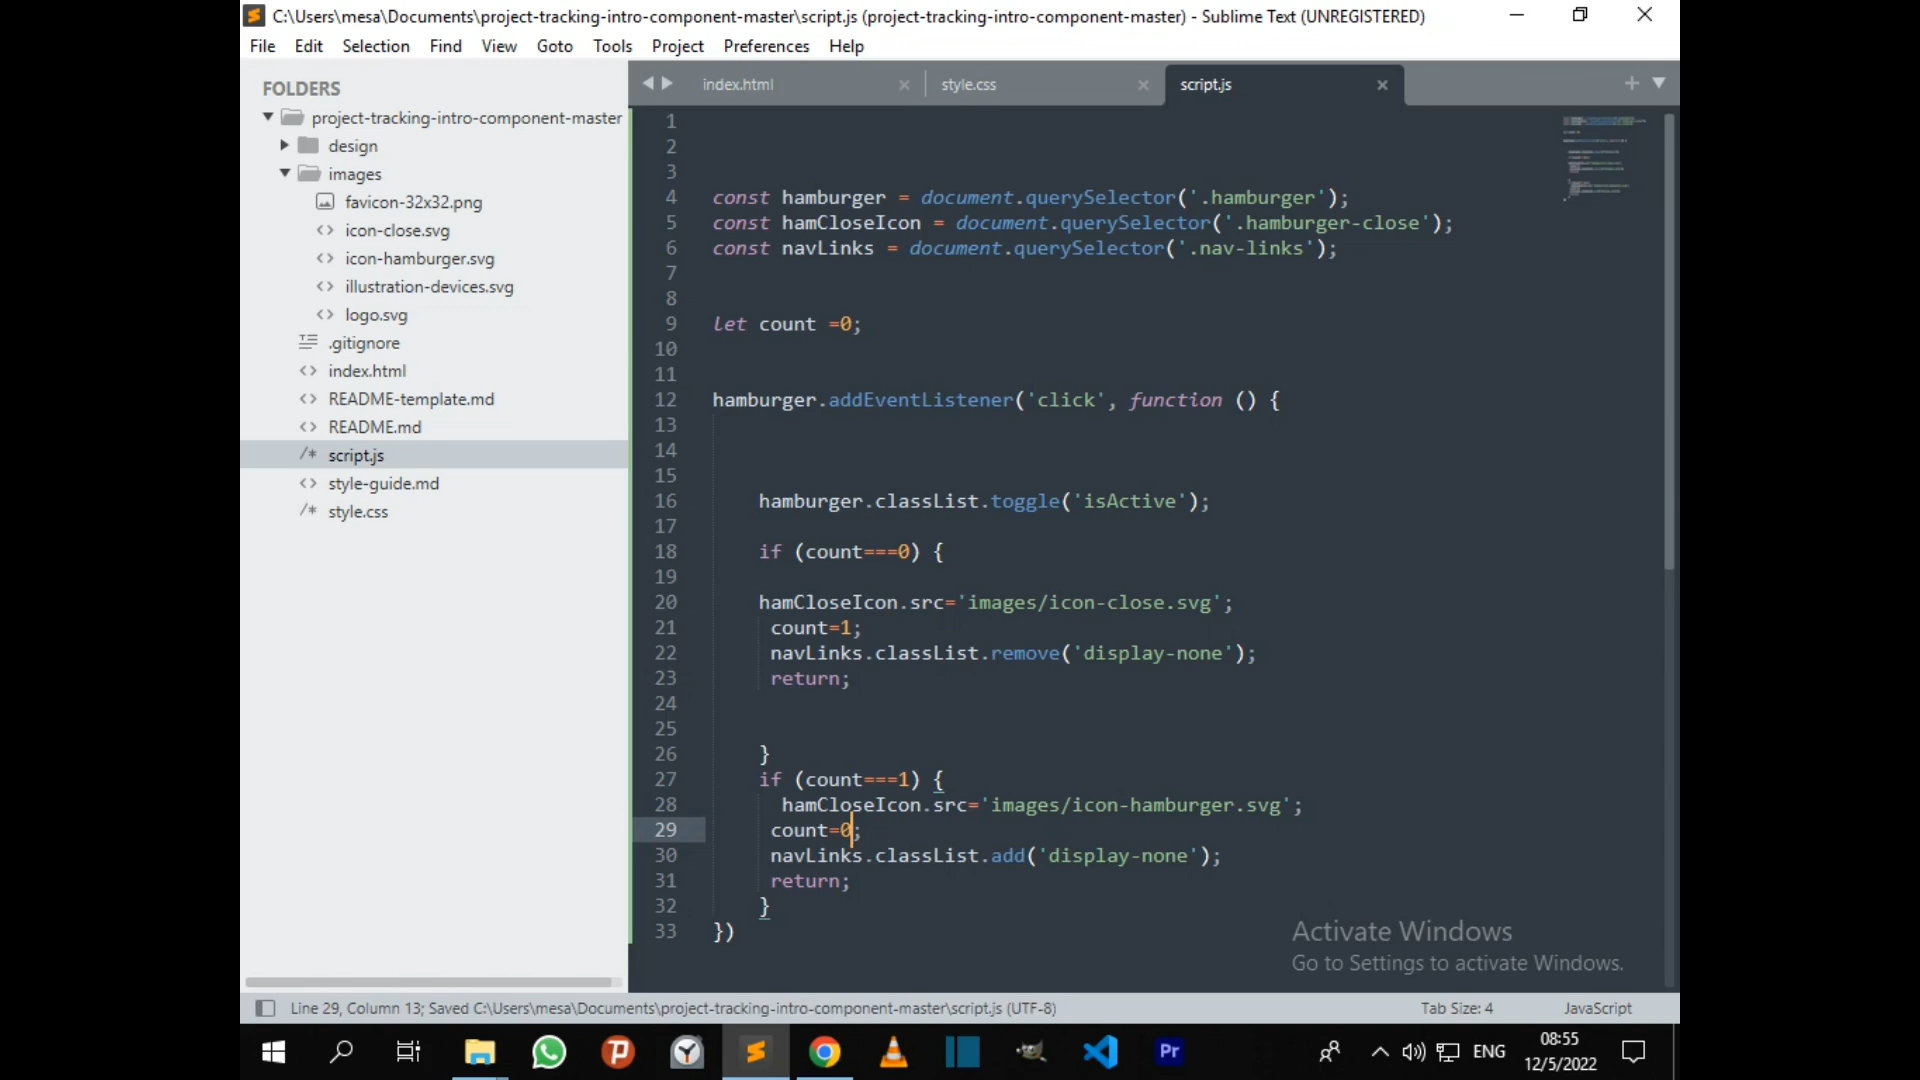 C:\Users\mesa\Documents\project-tracking-intro-component-master\script.js (project-tracking-intro-component-master) - Sublime Text (UNREGISTERED)
File Edit Selection Find View Goto Tools Project Preferences Help
FOLDERS
project-tracking-intro-component-master
design
images
favicon-32x32.png
icon-close.svg
icon-hamburger.svg
illustration-devices.svg
logo.svg
.gitignore
index.html
README-template.md
README.md
script.js
style-guide.md
style.css
index.html style.css script.js
1
2
3
4 const hamburger = document.querySelector('.hamburger');
5 const hamCloseIcon = document.querySelector('.hamburger-close');
6 const navLinks = document.querySelector('.nav-links');
7
8
9 let count =0;
10
11
12 hamburger.addEventListener('click', function () {
13
14
15
16 hamburger.classList.toggle('isActive');
17
18 if (count===0) {
19
20 hamCloseIcon.src='images/icon-close.svg';
21 count=1;
22 navLinks.classList.remove('display-none');
23 return;
24
25
26 }
27 if (count===1) {
28 hamCloseIcon.src='images/icon-hamburger.svg';
29 count=0;
30 navLinks.classList.add('display-none');
31 return;
32 }
33 })
Activate Windows
Go to Settings to activate Windows.
Line 29, Column 13; Saved C:\Users\mesa\Documents\project-tracking-intro-component-master\script.js (UTF-8) Tab Size: 4 JavaScript
Pr
ENG
08:55
12/5/2022